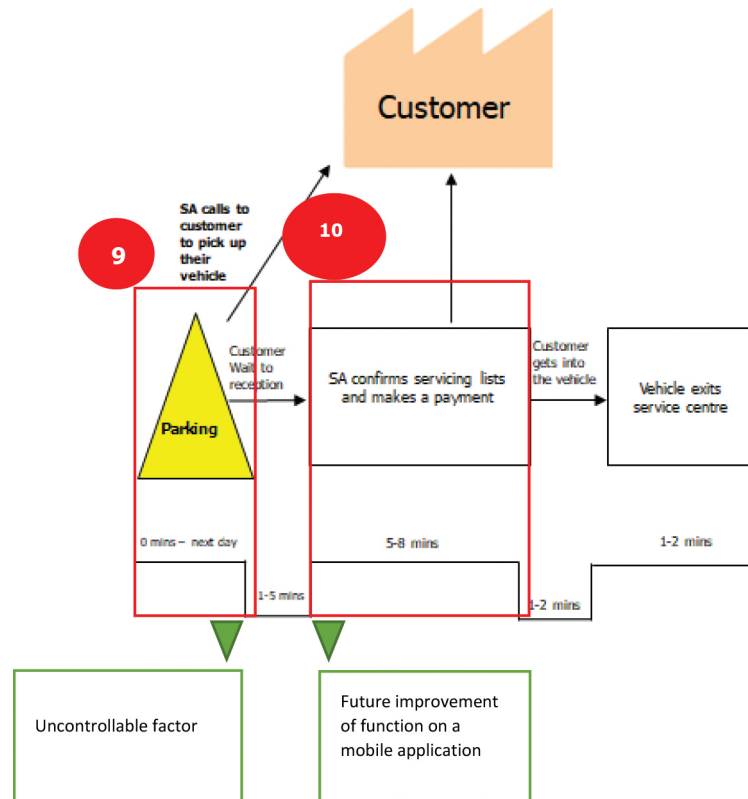 Customer
SA calls to
customer
to pick up
their
vehicle
9
10
Customer
Wait to
reception
Parking
SA confirms servicing lists
and makes a payment
Customer
gets into
the vehicle
Vehicle exits
service centre
0 mins – next day
1-5 mins
5-8 mins
1-2 mins
1-2 mins
Uncontrollable factor
Future improvement
of function on a
mobile application